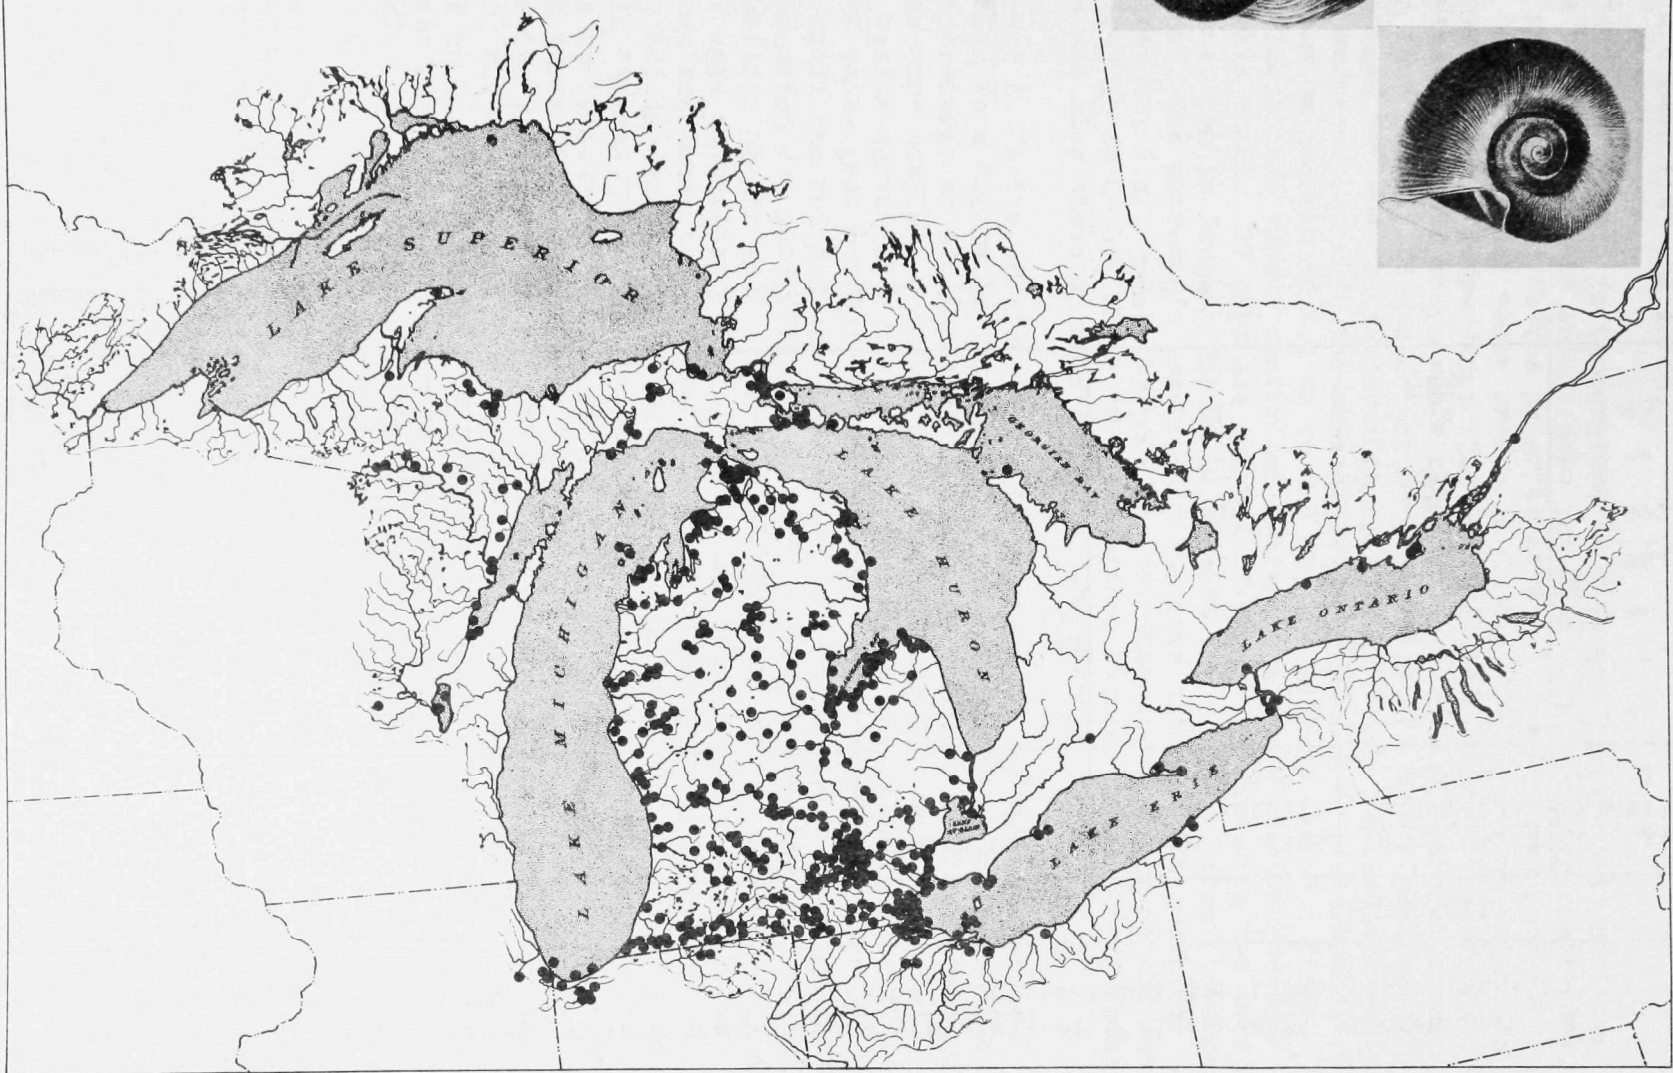 LAKE SUPERIOR
GEORGIAN BAY
LAKE HURON
LAKE MICHIGAN
LAKE ONTARIO
LAKE ERIE